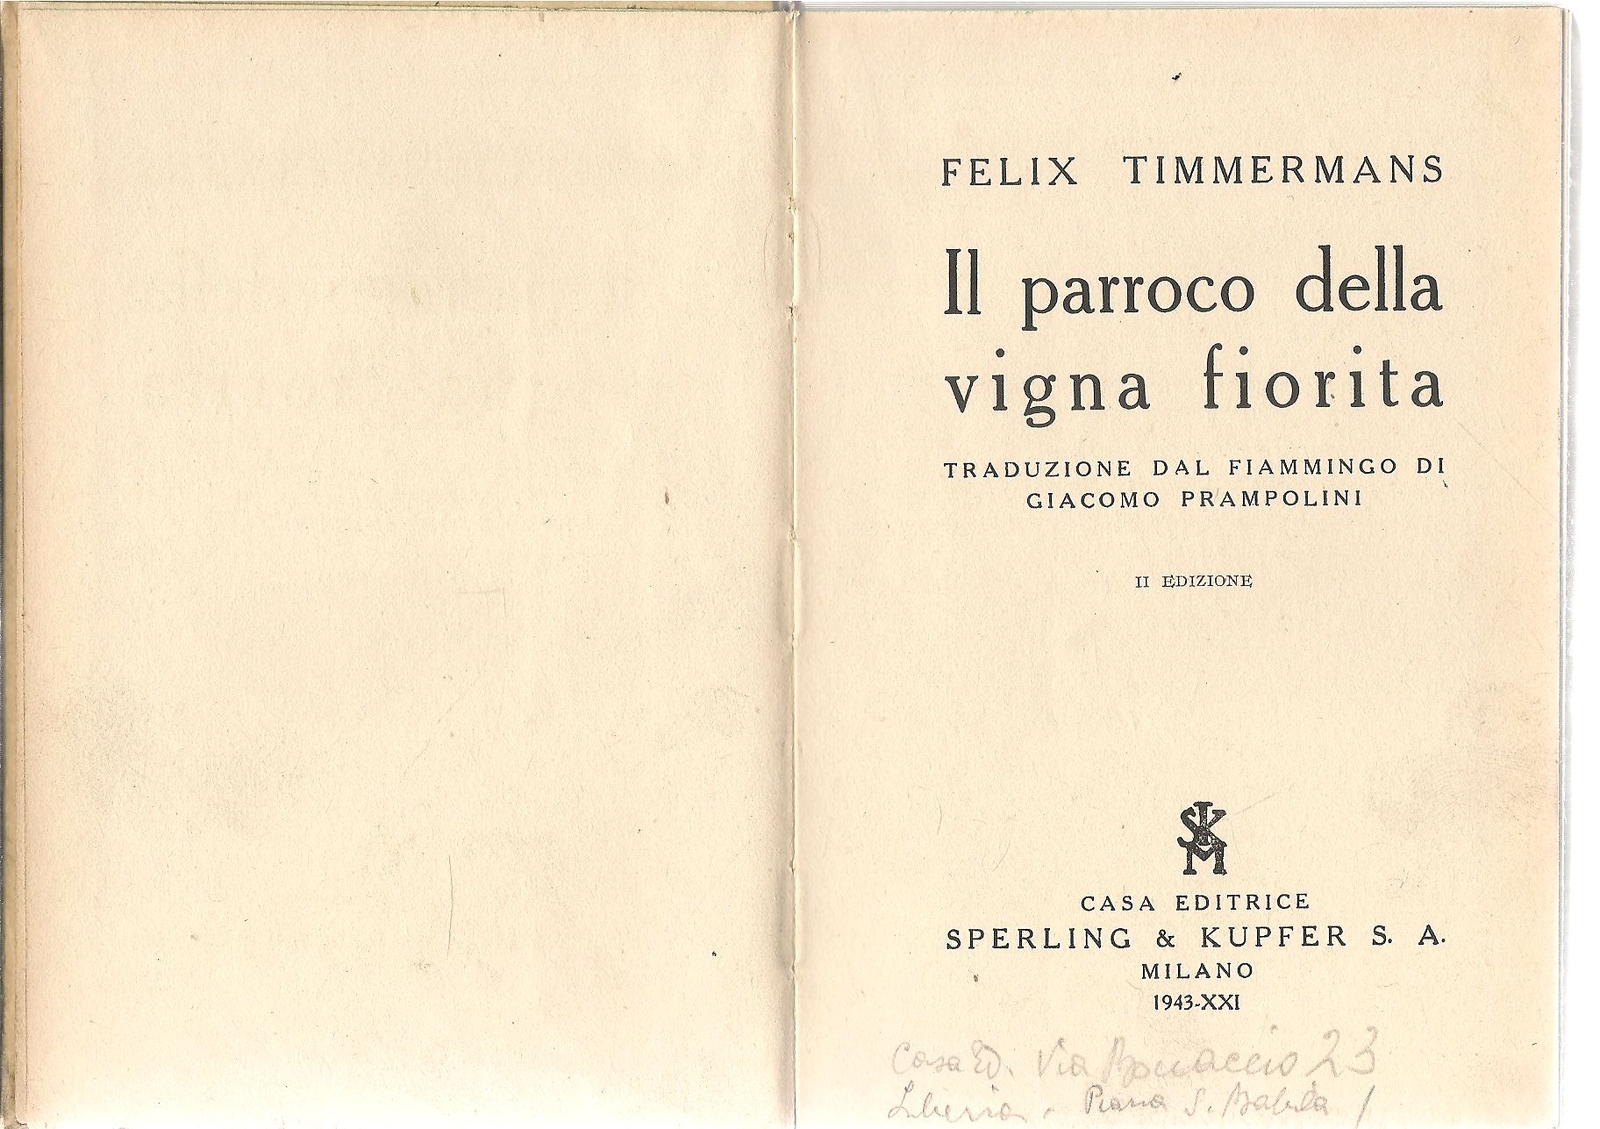 FELIX TIMMERMANS
Il parroco della
vigna fiorita
TRADUZIONE DAL FIAMMINGO DI
GIACOMO PRAMPOLINI
II EDIZIONE
SKM
CASA EDITRICE
SPERLING & KUPFER S. A.
MILANO
1943-XXI
Casa Ed. Via 23
Libreria - Piazza S. Babila 1